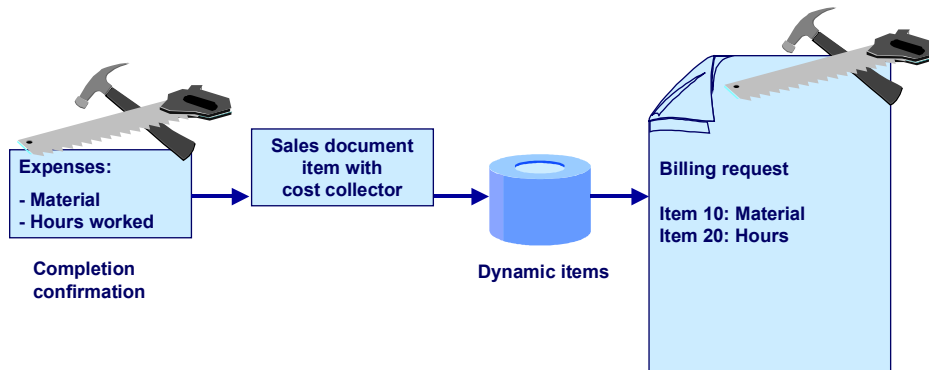 Expenses:
- Material
- Hours worked
Completion
confirmation
Sales document
item with
cost collector
Dynamic items
Billing request
Item 10: Material
Item 20: Hours